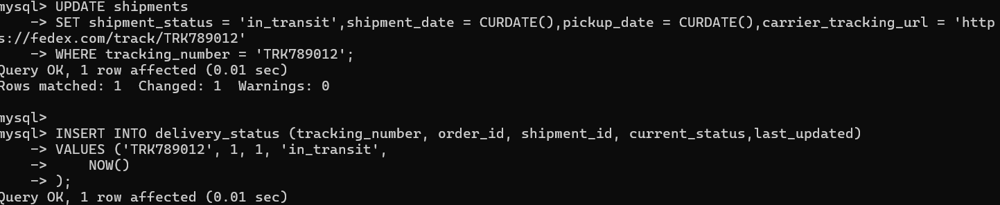 mysql> UPDATE shipments
    -> SET shipment_status = 'in_transit',shipment_date = CURDATE(),pickup_date = CURDATE(),carrier_tracking_url = 'http
s://fedex.com/track/TRK789012'
    -> WHERE tracking_number = 'TRK789012';
Query OK, 1 row affected (0.01 sec)
Rows matched: 1  Changed: 1  Warnings: 0

mysql>
mysql> INSERT INTO delivery_status (tracking_number, order_id, shipment_id, current_status,last_updated)
    -> VALUES ('TRK789012', 1, 1, 'in_transit',
    ->     NOW()
    -> );
Query OK, 1 row affected (0.01 sec)